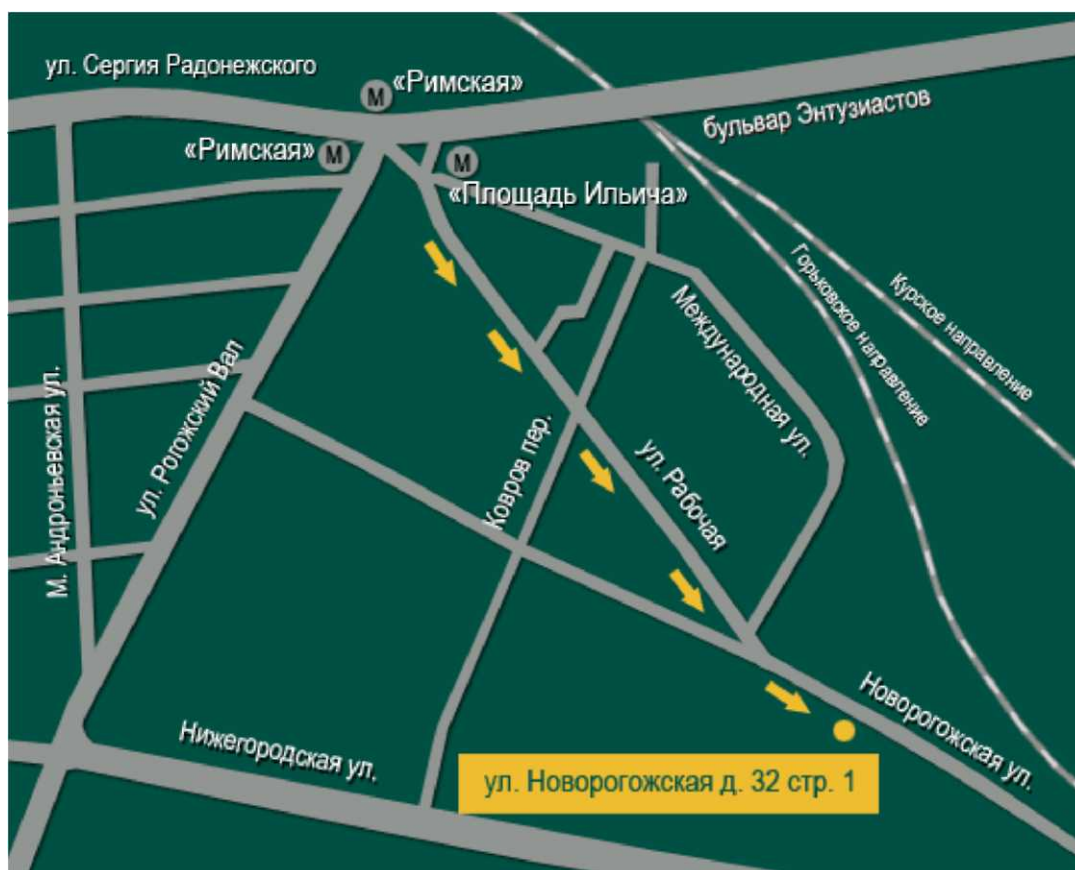 ул. Сергия Радонежского
М
«Римская»
бульвар Энтузиастов
«Римская»
М
М
«Площадь Ильича»
Горьковское направление
Курское направление
Международная ул.
М. Андроньевская ул.
ул. Рогожский Вал
Ковров пер.
ул. Рабочая
Новорогожская ул.
Нижегородская ул.
ул. Новорогожская д. 32 стр. 1